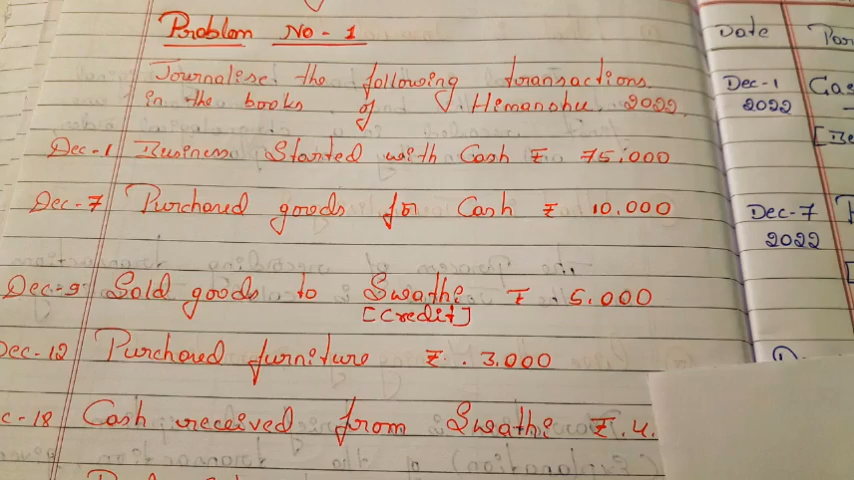 Problem No - 1
Journalise the following transactions
in the books of Himanshu. 2022.
Dec-1 Business Started with Cash ₹ 75.000
Dec-7 Purchased goods for Cash ₹ 10.000
Dec-9 Sold goods to Swathi ₹. 5.000
[Credit]
Dec-12 Purchased furniture ₹. 3.000
c-18 Cash received from Swathi ₹.4.
Date
Dec-1
2022
Dec-7
2022